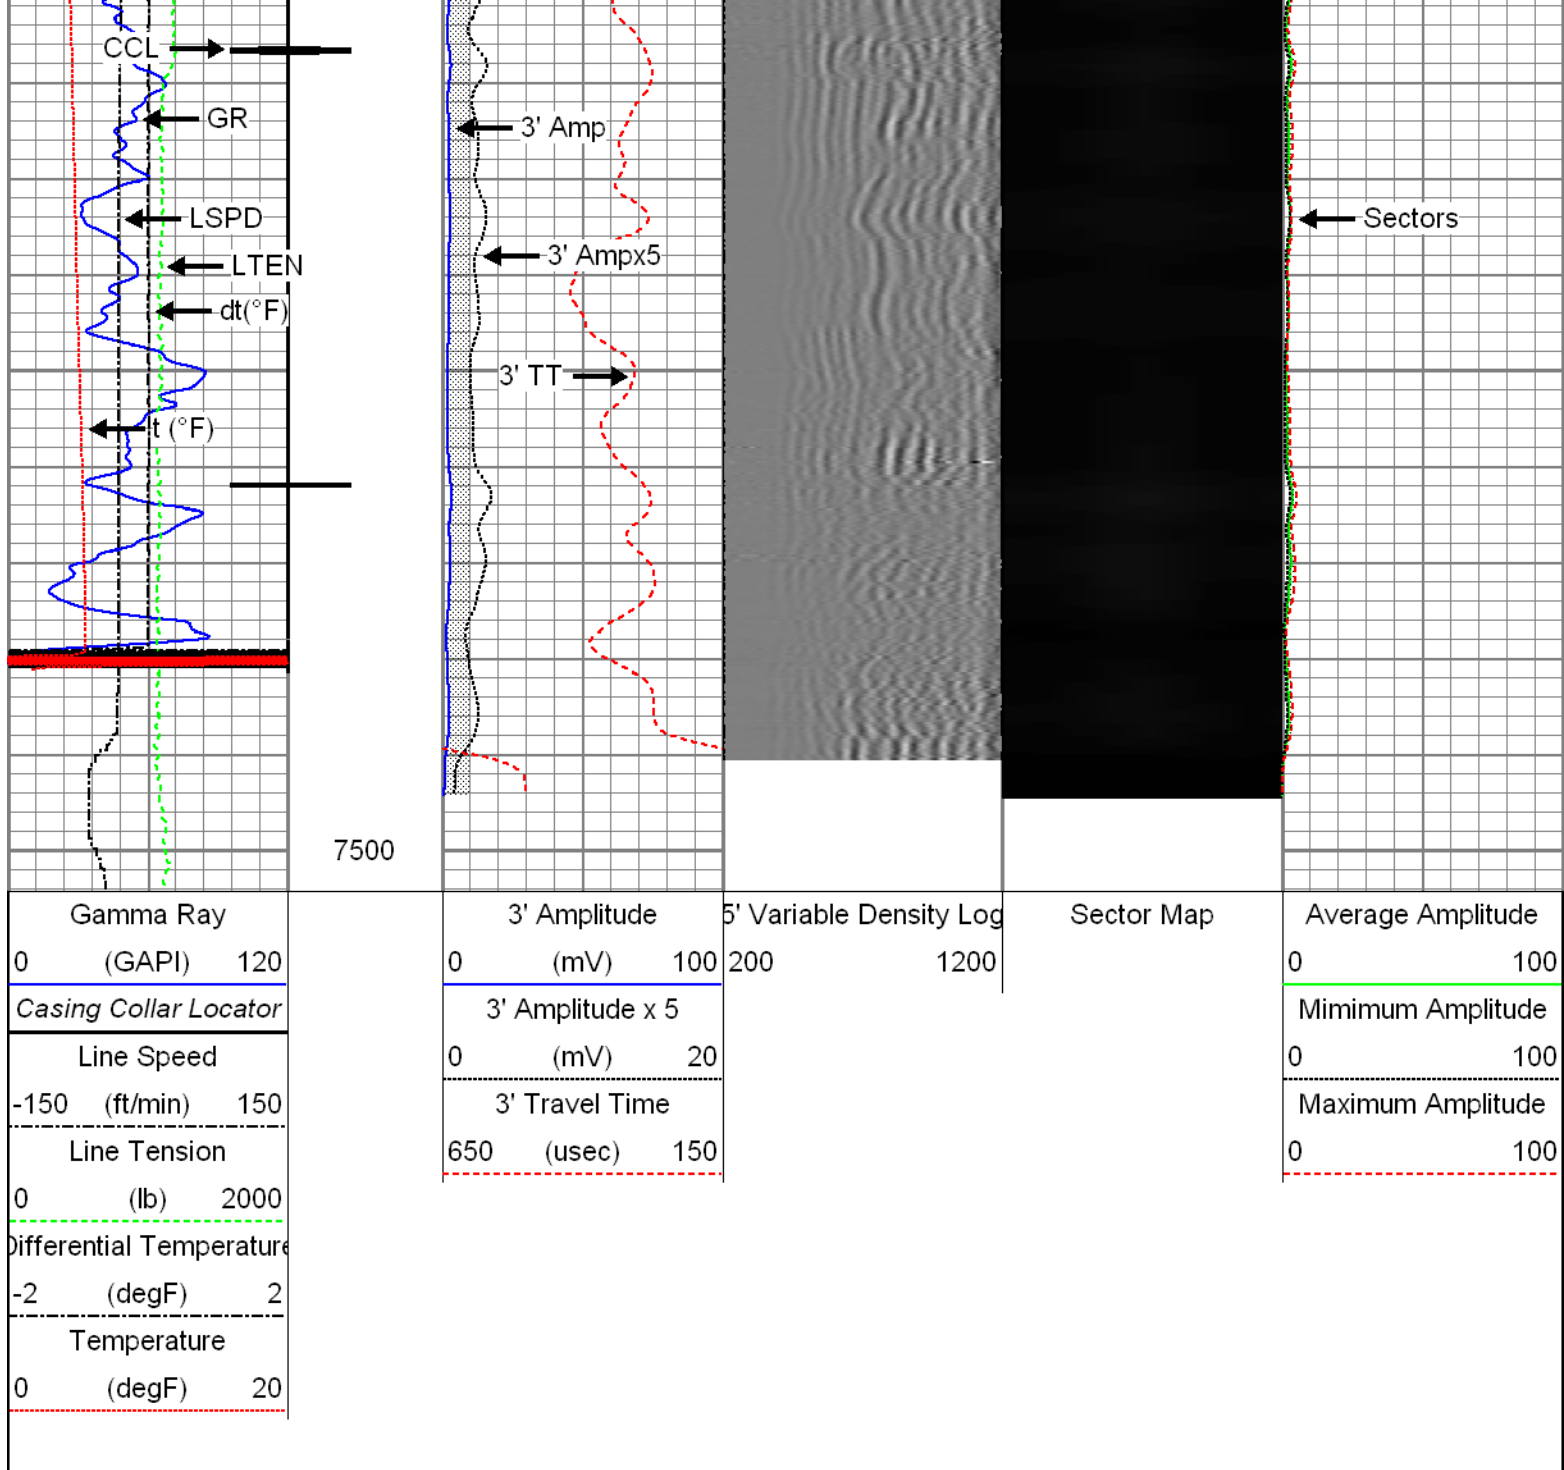 CCL
GR
3' Amp
LSPD
Sectors
3' Ampx5
LTEN
dt(°F)
3' TT
t (°F)
7500
Gamma Ray
0 (GAPI) 120
Casing Collar Locator
Line Speed
-150 (ft/min) 150
Line Tension
0 (lb) 2000
Differential Temperature
-2 (degF) 2
Temperature
0 (degF) 20
3' Amplitude
0 (mV) 100
3' Amplitude x 5
0 (mV) 20
3' Travel Time
650 (usec) 150
5' Variable Density Log
200 1200
Sector Map
Average Amplitude
0 100
Mimimum Amplitude
0 100
Maximum Amplitude
0 100